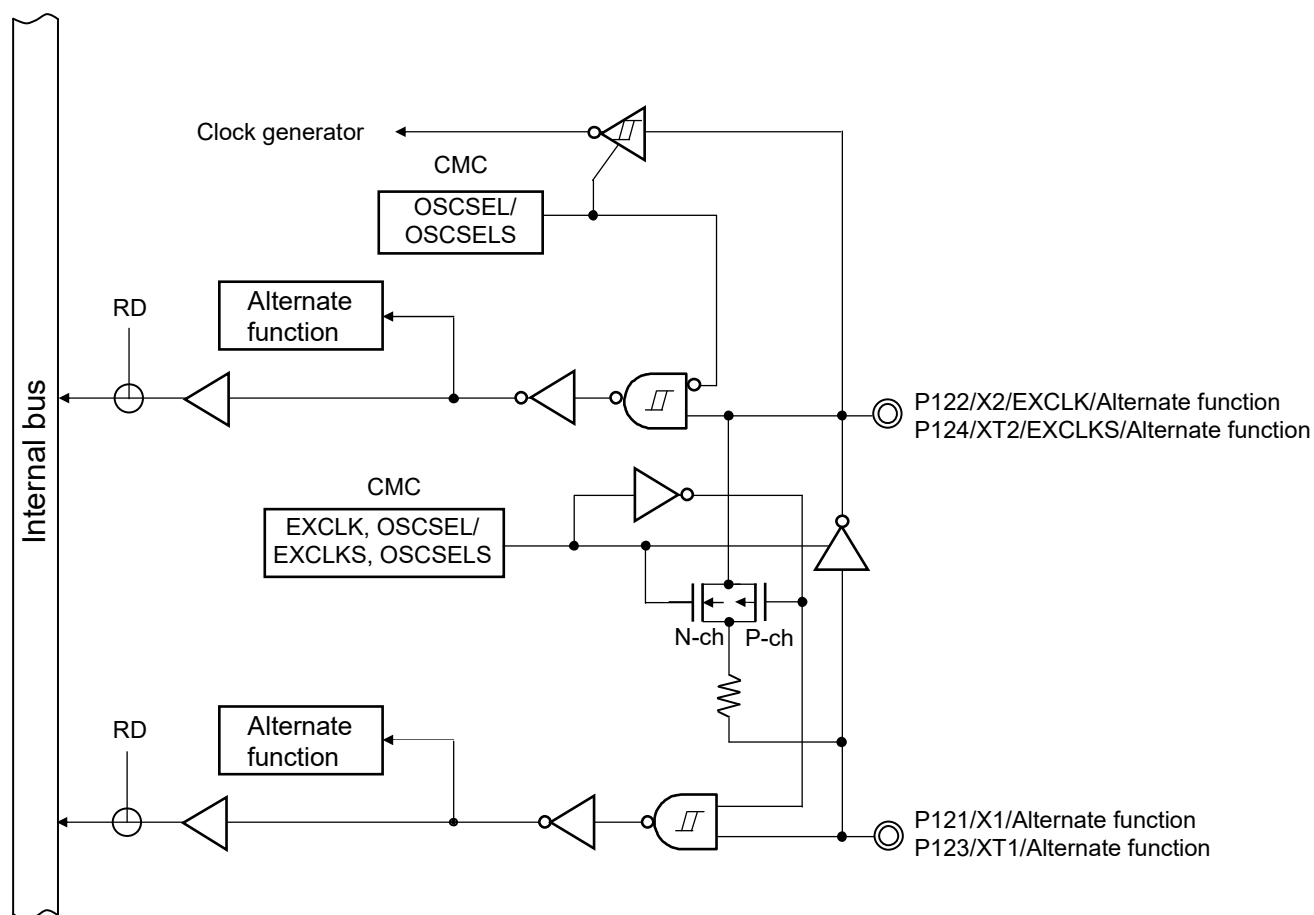 Clock generator
CMC
OSCSEL/
OSCSELS
Alternate
function
RD
Internal bus
P122/X2/EXCLK/Alternate function
P124/XT2/EXCLKS/Alternate function
CMC
EXCLK, OSCSEL/
EXCLKS, OSCSELS
N-ch
P-ch
Alternate
function
RD
P121/X1/Alternate function
P123/XT1/Alternate function